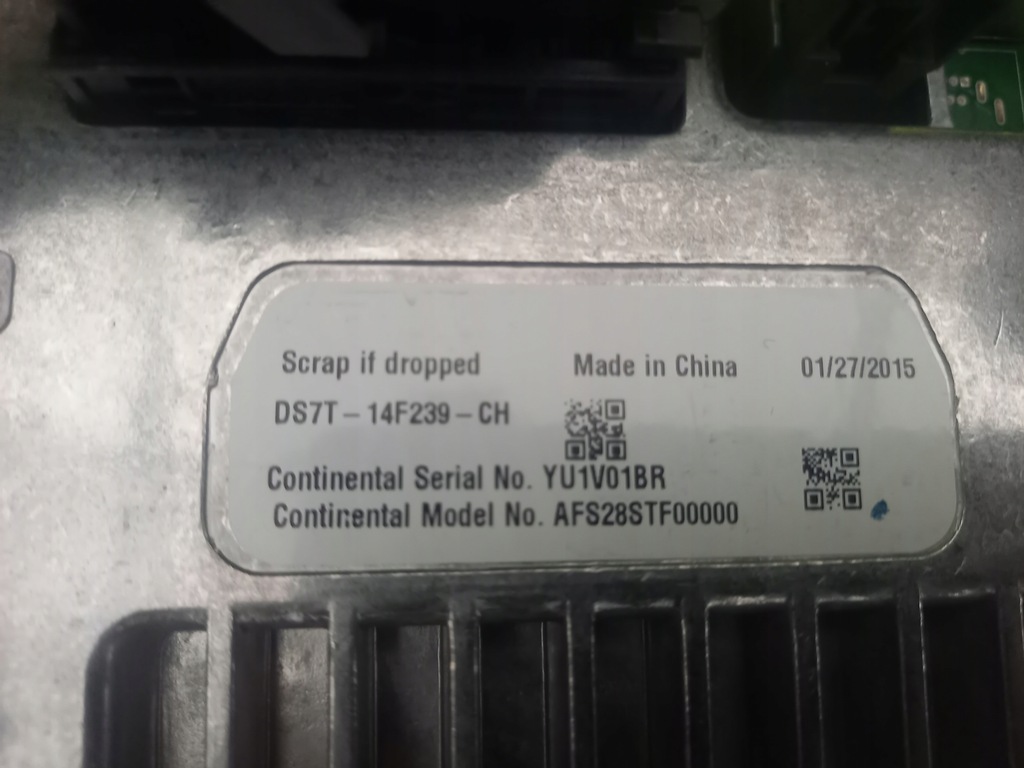 Scrap if dropped Made in China 01/27/2015
DS7T – 14F239 – CH
Continental Serial No. YU1V01BR
Continental Model No. AFS28STF00000